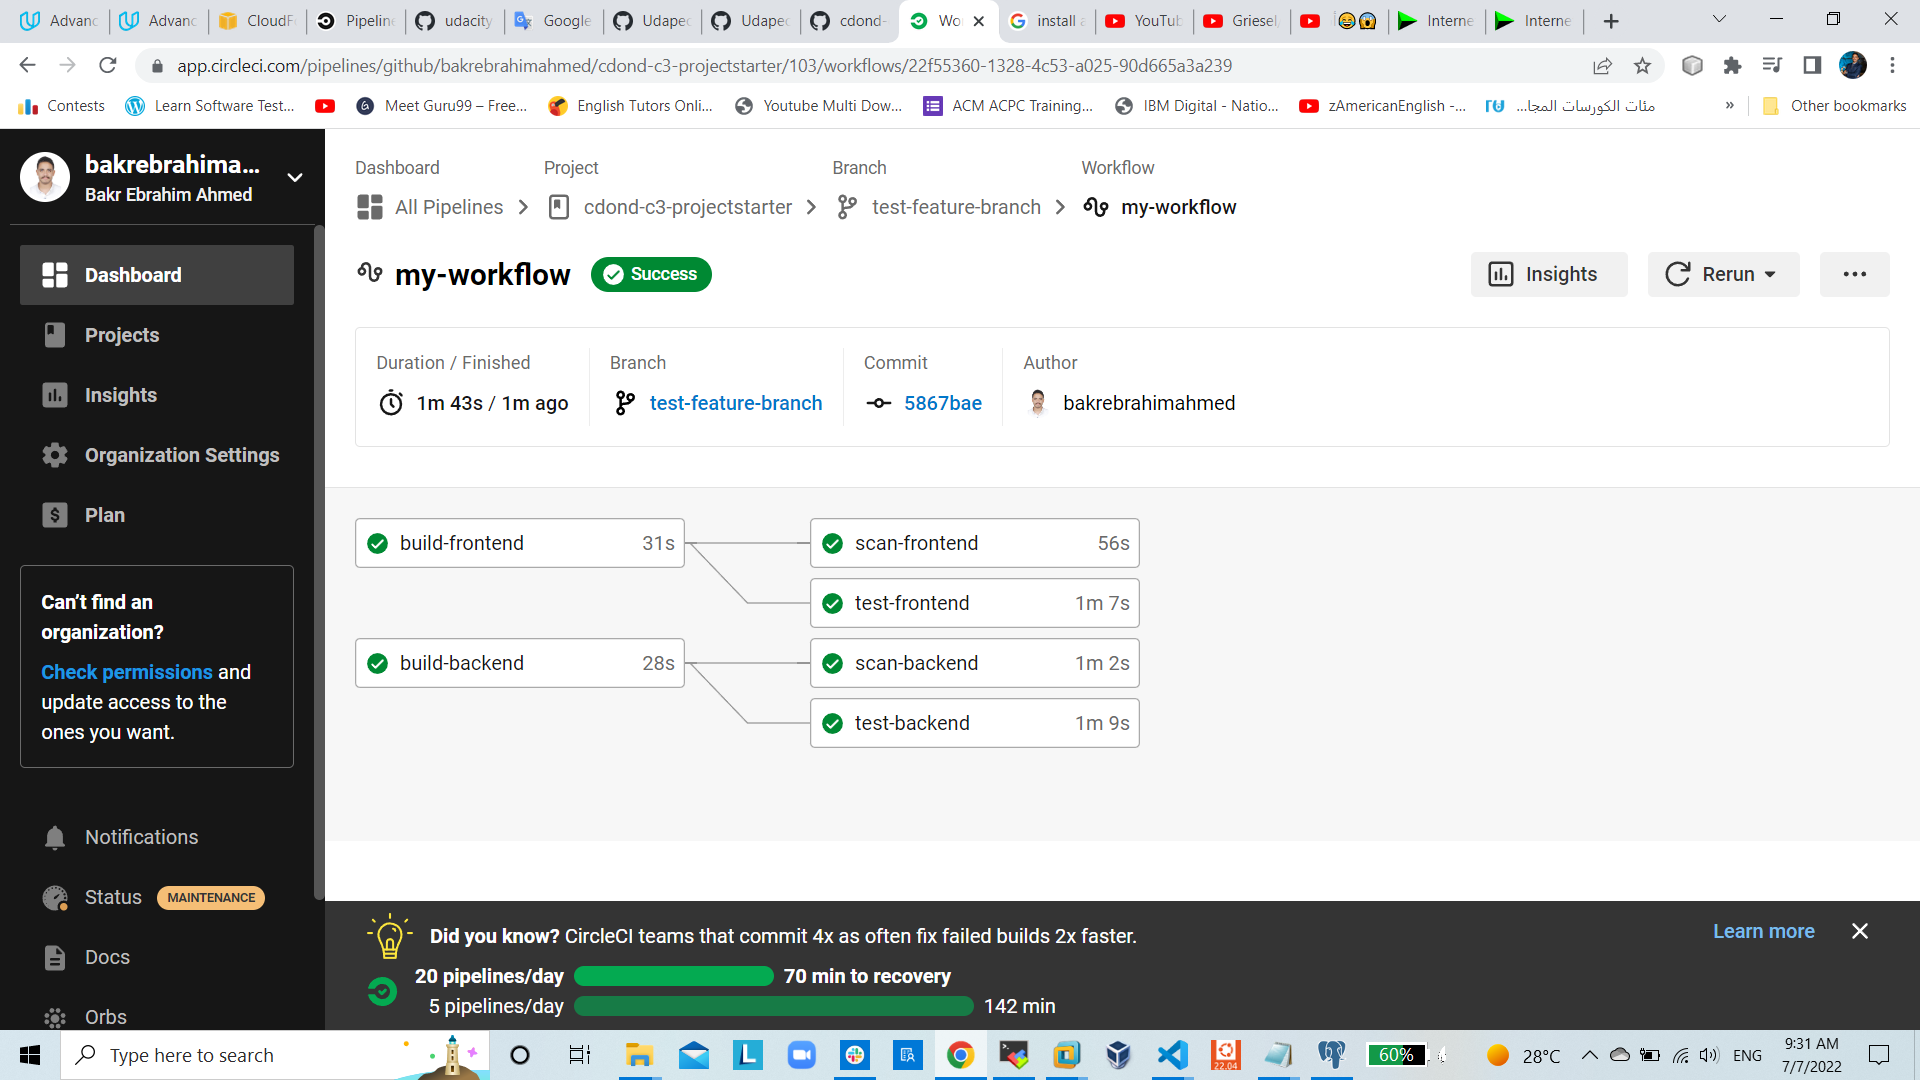 Advanc
Advanc
CloudF
Pipeline
udacity
Google
Udapec
Udapec
cdond-
Wo
install a
YouTub
Griesel
Interne
Interne
app.circleci.com/pipelines/github/bakrebrahimahmed/cdond-c3-projectstarter/103/workflows/22f55360-1328-4c53-a025-90d665a3a239
Contests
Learn Software Test...
Meet Guru99 – Free...
English Tutors Onli...
Youtube Multi Dow...
ACM ACPC Training...
IBM Digital - Natio...
zAmericanEnglish -...
مئات الكورسات المجا...
»
Other bookmarks
bakrebrahima...
Bakr Ebrahim Ahmed
Dashboard
Projects
Insights
Organization Settings
Plan
Can't find an
organization?
Check permissions and
update access to the
ones you want.
Notifications
Status MAINTENANCE
Docs
Orbs
Dashboard Project Branch Workflow
All Pipelines cdond-c3-projectstarter test-feature-branch my-workflow
my-workflow Success
Insights Rerun
Duration / Finished Branch Commit Author
1m 43s / 1m ago test-feature-branch 5867bae bakrebrahimahmed
build-frontend 31s
scan-frontend 56s
test-frontend 1m 7s
build-backend 28s
scan-backend 1m 2s
test-backend 1m 9s
Did you know? CircleCI teams that commit 4x as often fix failed builds 2x faster.
Learn more
20 pipelines/day 70 min to recovery
5 pipelines/day 142 min
Type here to search
22.04
60%
28°C
ENG
9:31 AM
7/7/2022